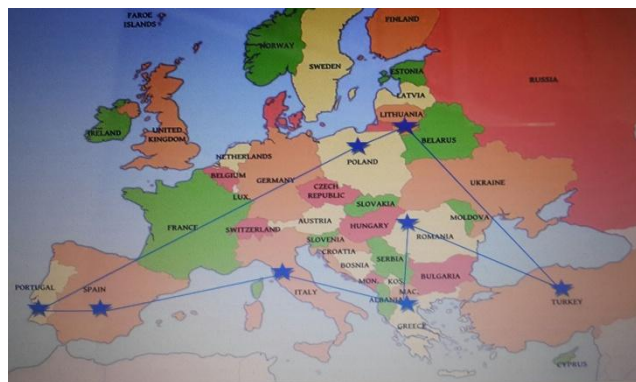 FAROE
ISLANDS
FINLAND
NORWAY
SWEDEN
ESTONIA
RUSSIA
LATVIA
LITHUANIA
IRELAND
UNITED
KINGDOM
BELARUS
NETHERLANDS
POLAND
BELGIUM
GERMANY
CZECH
REPUBLIC
UKRAINE
LUX.
SLOVAKIA
FRANCE
SWITZERLAND
AUSTRIA
HUNGARY
MOLDOVA
ROMANIA
SLOVENIA
CROATIA
BOSNIA
SERBIA
PORTUGAL
SPAIN
ITALY
MON.
KOS.
BULGARIA
MAC.
ALBANIA
TURKEY
GREECE
CYPRUS